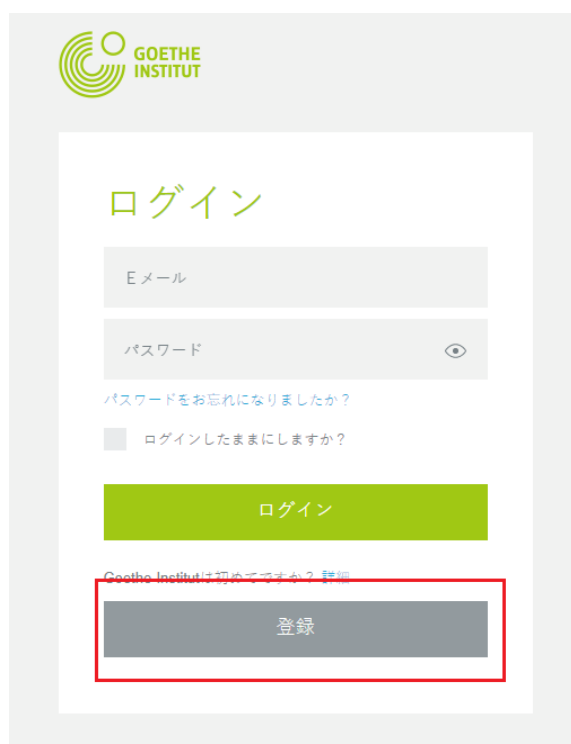 GOETHE
INSTITUT
ログイン
Eメール
パスワード
パスワードをお忘れになりましたか？
ログインしたままにしますか？
ログイン
Goethe-Institutは初めてですか？ 詳細
登録